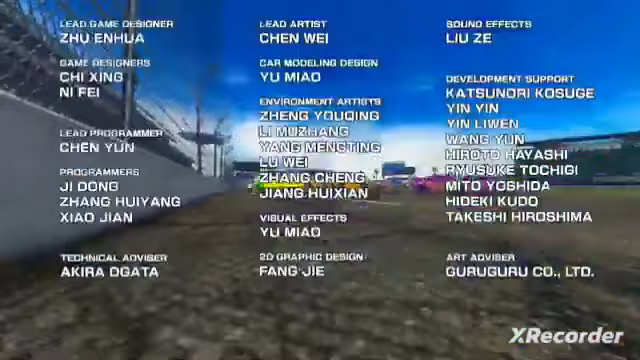 LEAD GAME DESIGNER
ZHU ENHUA
GAME DESIGNERS
CHI XING
NI FEI
LEAD PROGRAMMER
CHEN YUN
PROGRAMMERS
JI DONG
ZHANG HUIYANG
XIAO JIAN
TECHNICAL ADVISER
AKIRA OGATA
LEAD ARTIST
CHEN WEI
CAR MODELING DESIGN
YU MIAO
ENVIRONMENT ARTISTS
ZHENG YOUQING
LI MUZHANG
YANG MENGTING
LU WEI
ZHANG CHENG
JIANG HUIXIAN
VISUAL EFFECTS
YU MIAO
2D GRAPHIC DESIGN
FANG JIE
SOUND EFFECTS
LIU ZE
DEVELOPMENT SUPPORT
KATSUNORI KOSUGE
YIN YIN
YIN LIWEN
WANG YUN
HIROTO HAYASHI
RYUSUKE TOCHIGI
MITO YOSHIDA
HIDEKI KUDO
TAKESHI HIROSHIMA
ART ADVISER
GURUGURU CO., LTD.
XRecorder